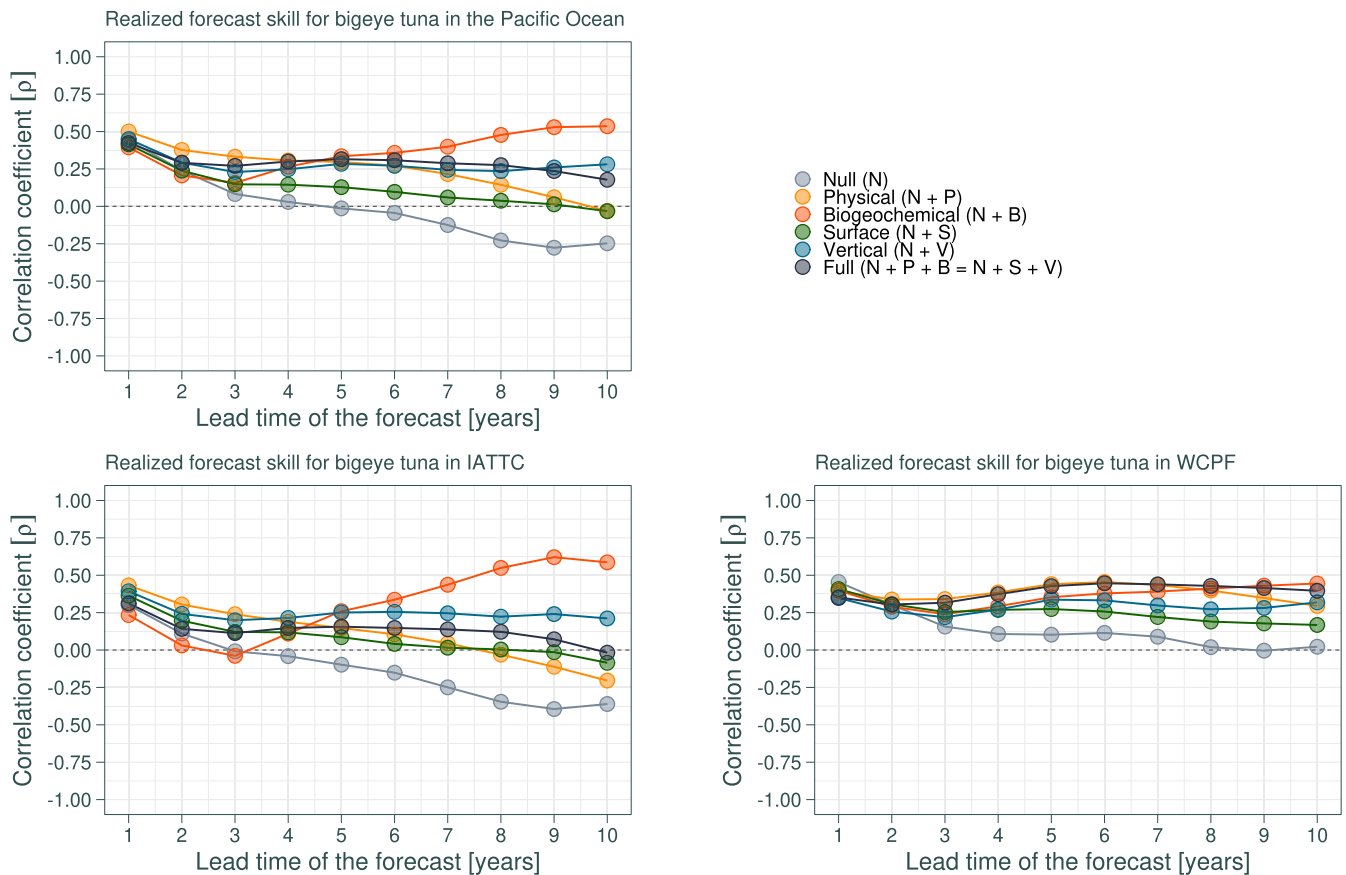 Realized forecast skill for bigeye tuna in the Pacific Ocean
Correlation coefficient [ρ]
1.00
0.75
0.50
0.25
0.00
-0.25
-0.50
-0.75
-1.00
1 2 3 4 5 6 7 8 9 10
Lead time of the forecast [years]
Null (N)
Physical (N + P)
Biogeochemical (N + B)
Surface (N + S)
Vertical (N + V)
Full (N + P + B = N + S + V)
Realized forecast skill for bigeye tuna in IATTC
Correlation coefficient [ρ]
1.00
0.75
0.50
0.25
0.00
-0.25
-0.50
-0.75
-1.00
1 2 3 4 5 6 7 8 9 10
Lead time of the forecast [years]
Realized forecast skill for bigeye tuna in WCPF
Correlation coefficient [ρ]
1.00
0.75
0.50
0.25
0.00
-0.25
-0.50
-0.75
-1.00
1 2 3 4 5 6 7 8 9 10
Lead time of the forecast [years]